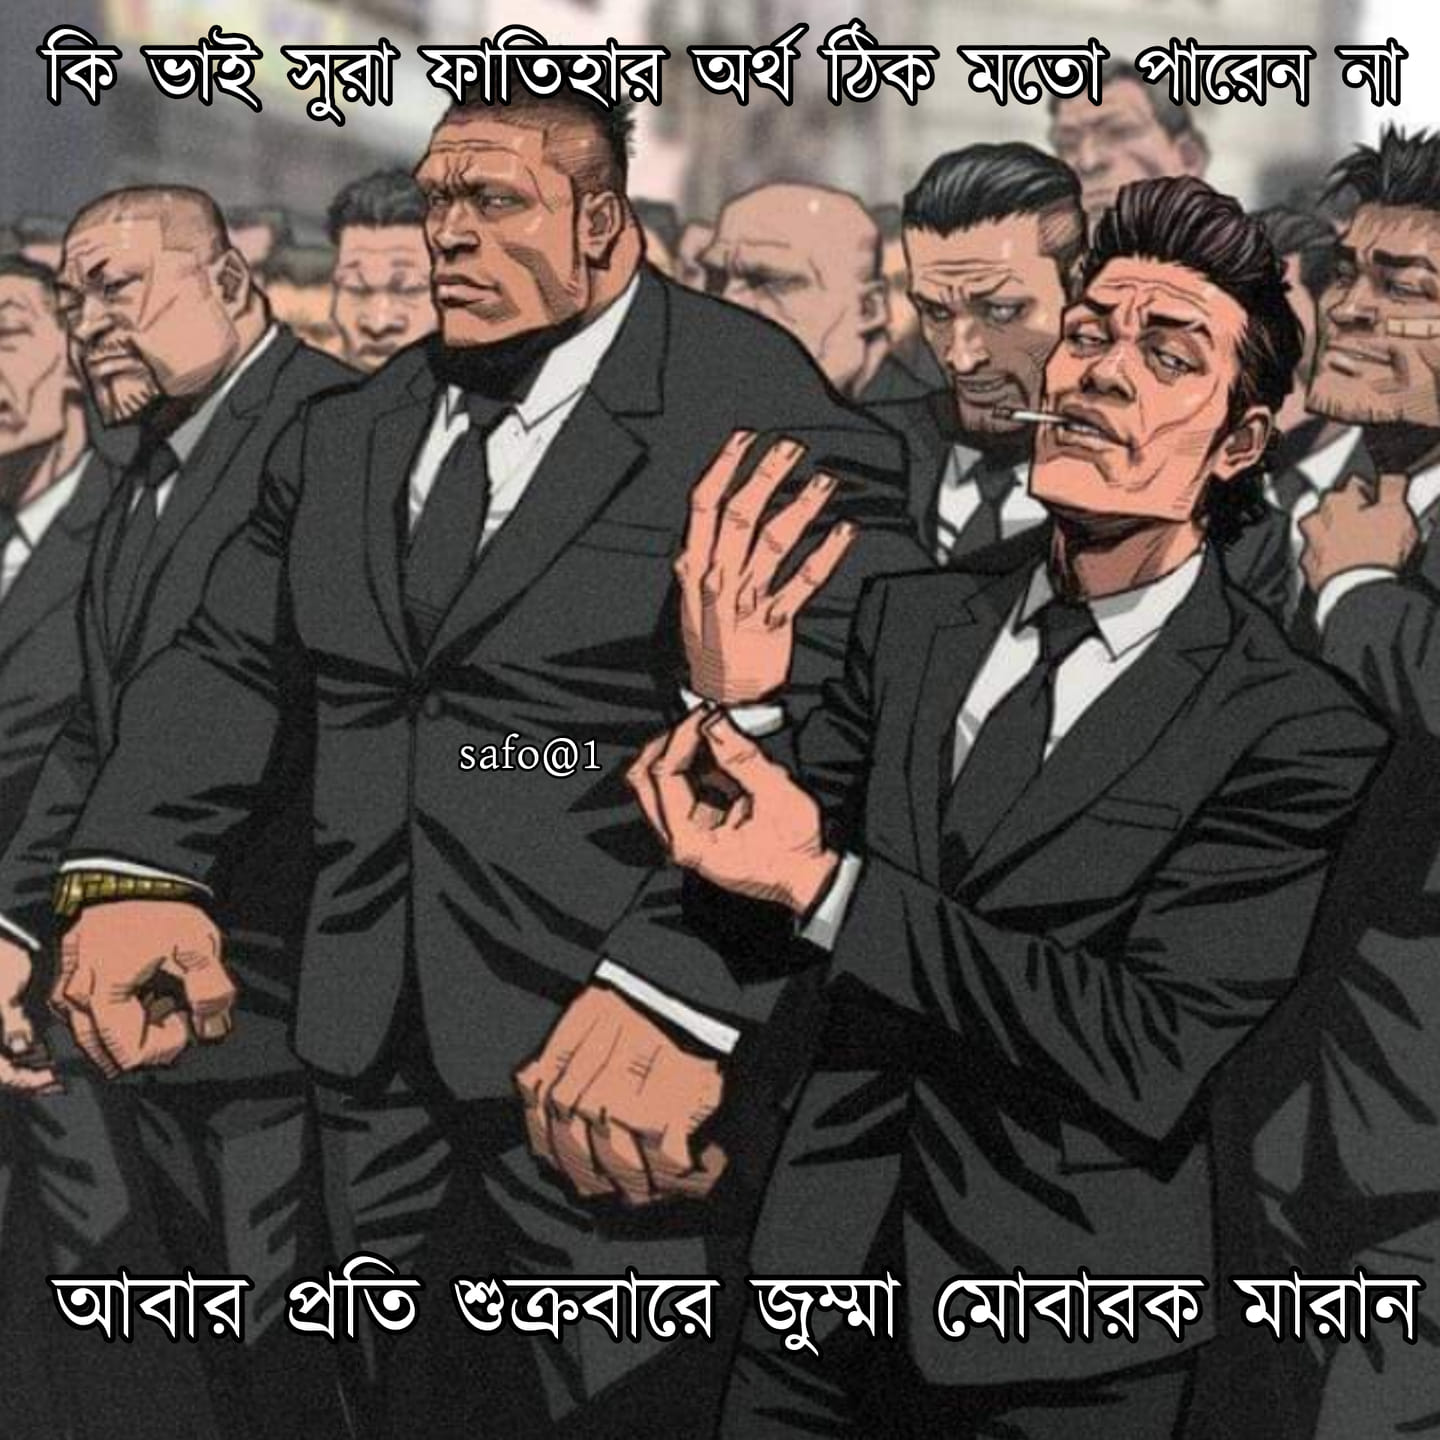 কি ভাই সুরা ফাতিহার অর্থ ঠিক মতো পারেন না
safo@1
আবার প্রতি শুক্রবারে জুম্মা মোবারক মারান